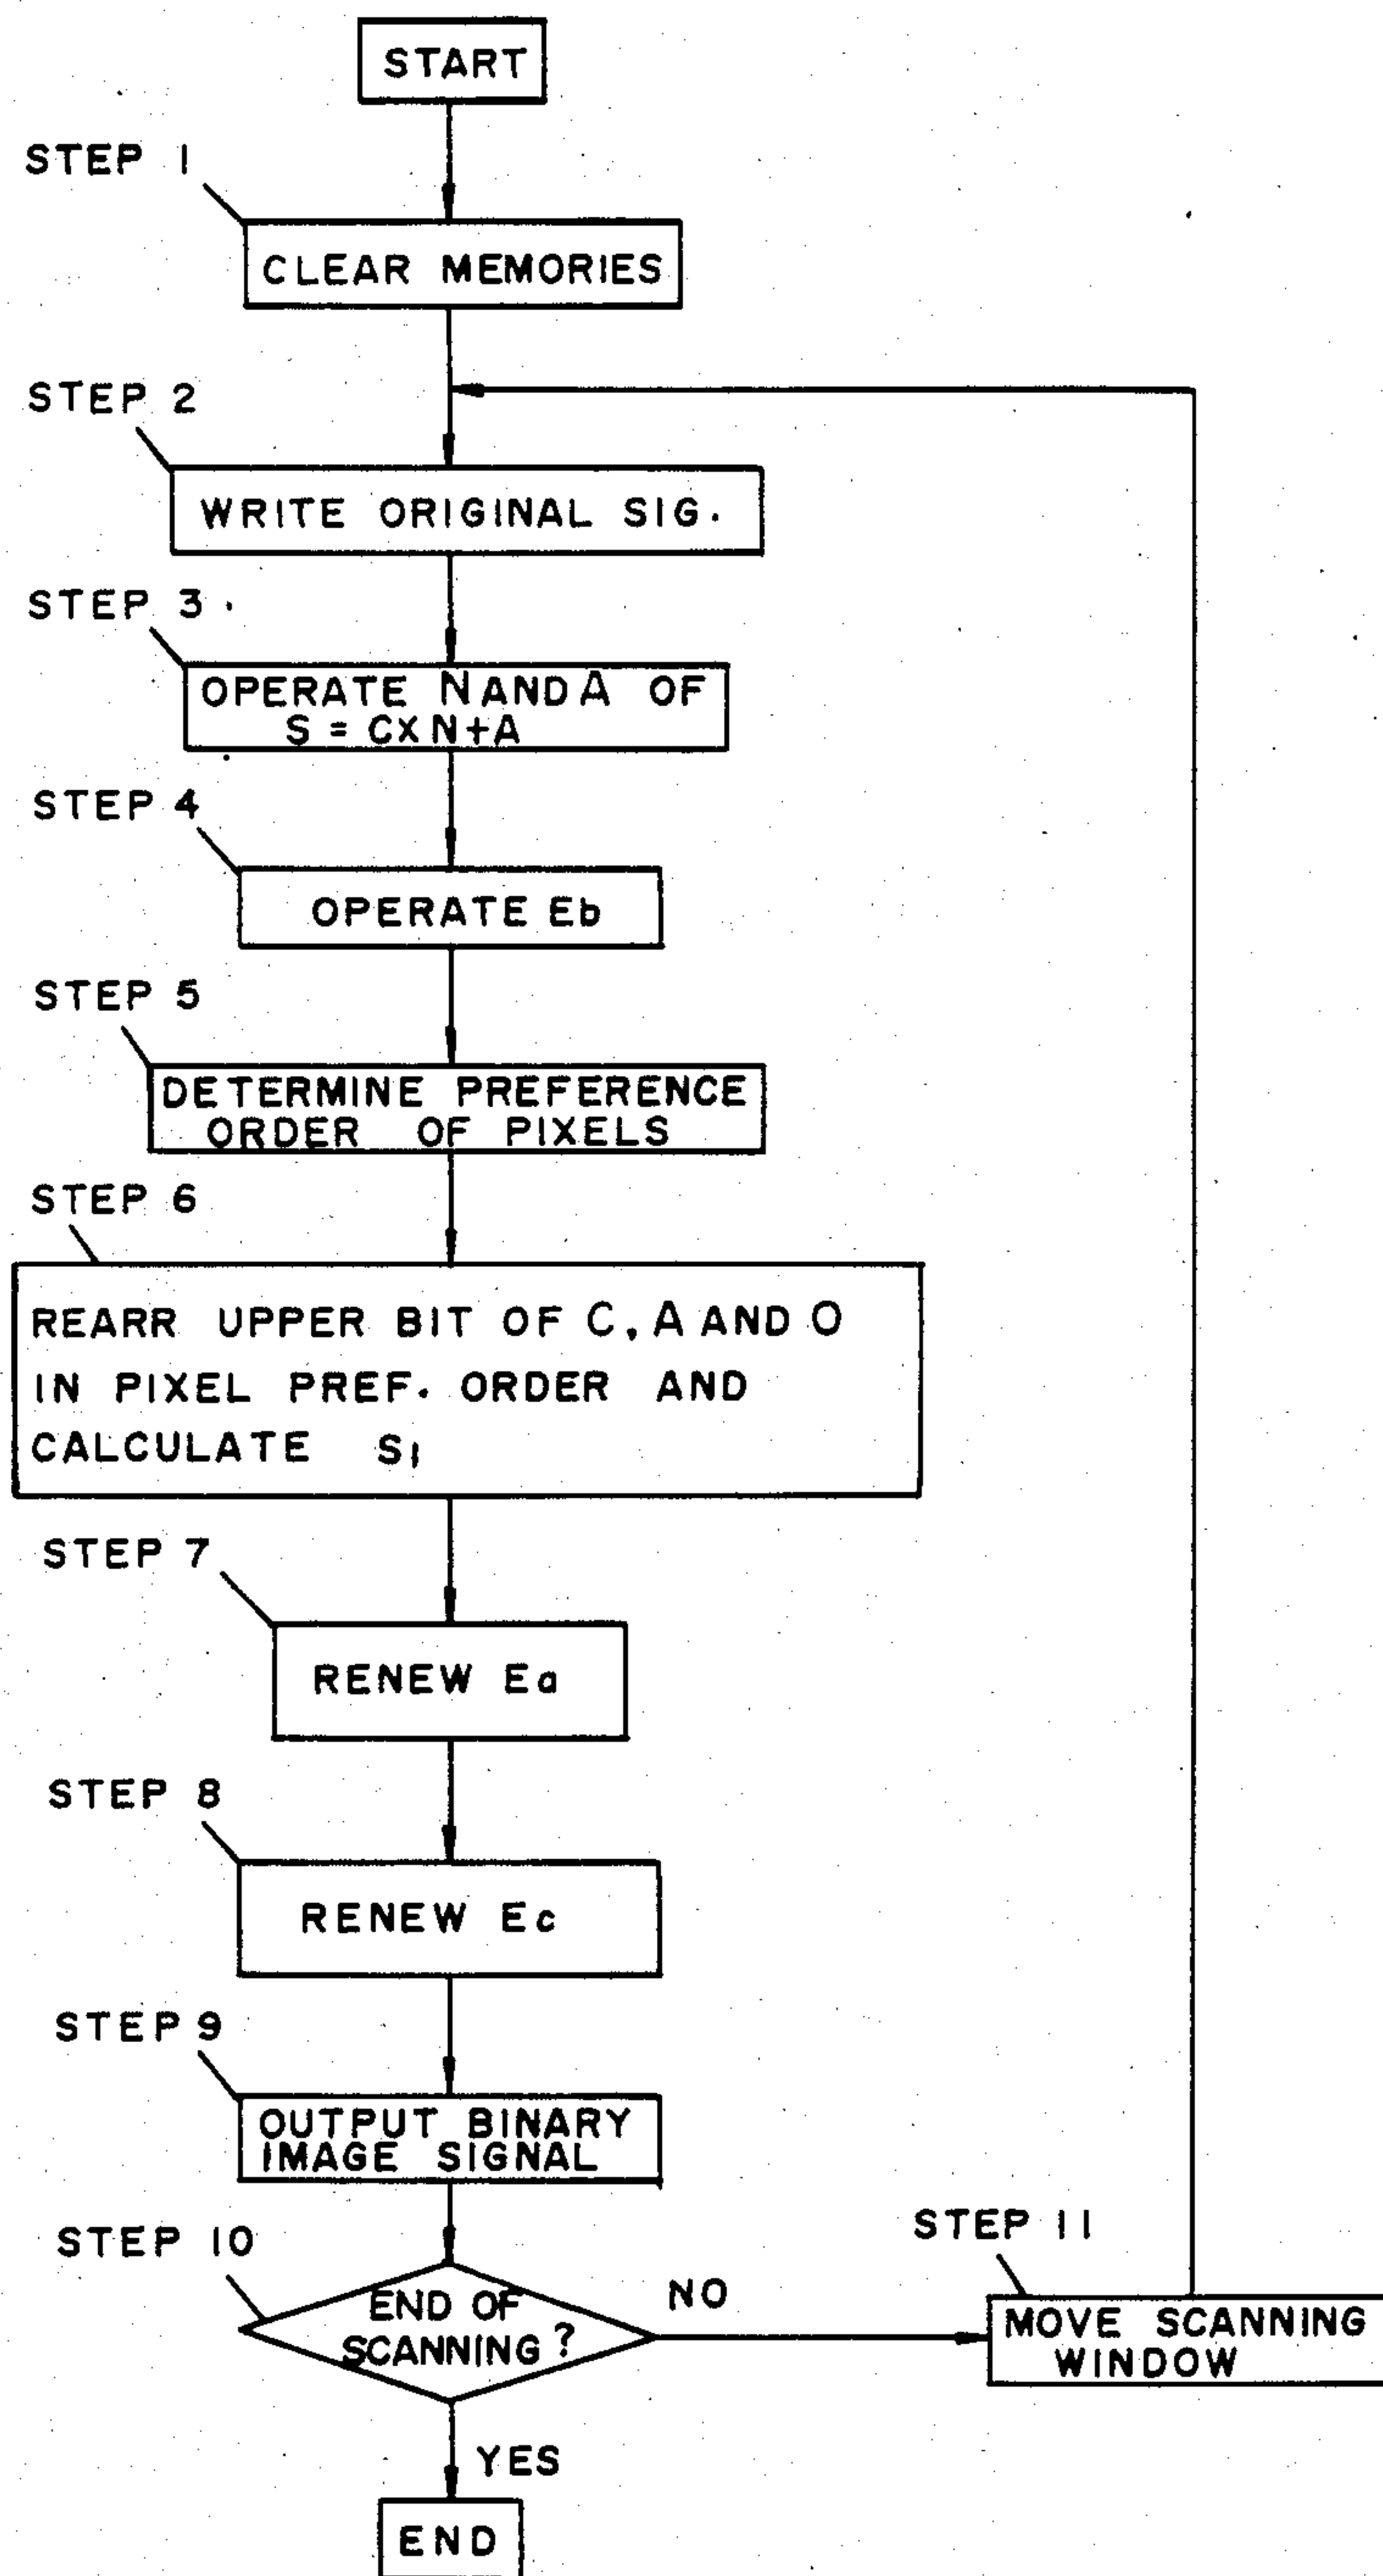 START
STEP 1
CLEAR MEMORIES
STEP 2
WRITE ORIGINAL SIG.
STEP 3
OPERATE N AND A OF
S = C×N+A
STEP 4
OPERATE Eb
STEP 5
DETERMINE PREFERENCE
ORDER OF PIXELS
STEP 6
REARR UPPER BIT OF C, A AND O
IN PIXEL PREF. ORDER AND
CALCULATE S1
STEP 7
RENEW Ea
STEP 8
RENEW Ec
STEP 9
OUTPUT BINARY
IMAGE SIGNAL
STEP 10
END OF
SCANNING ?
NO
STEP 11
MOVE SCANNING
WINDOW
YES
END